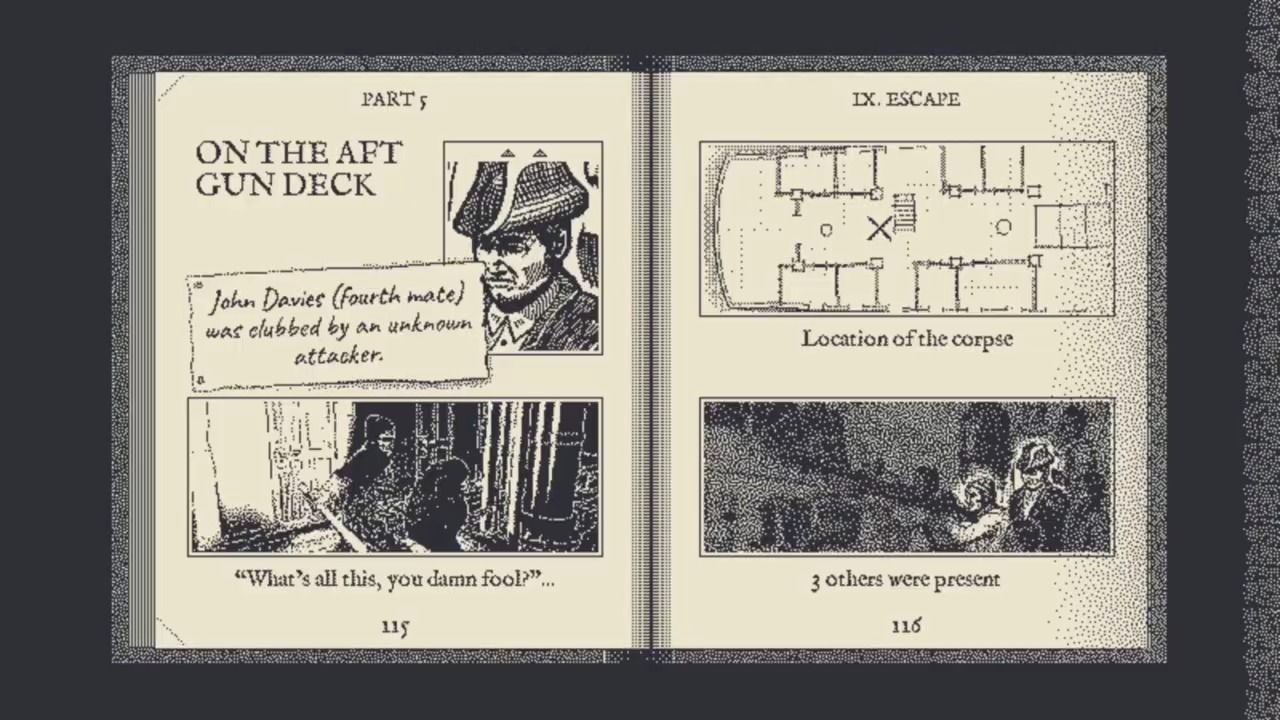 PART 5
ON THE AFT
GUN DECK
John Davies (fourth mate)
was clubbed by an unknown
attacker.
“What’s all this, you damn fool?”...
115
IX. ESCAPE
Location of the corpse
3 others were present
116